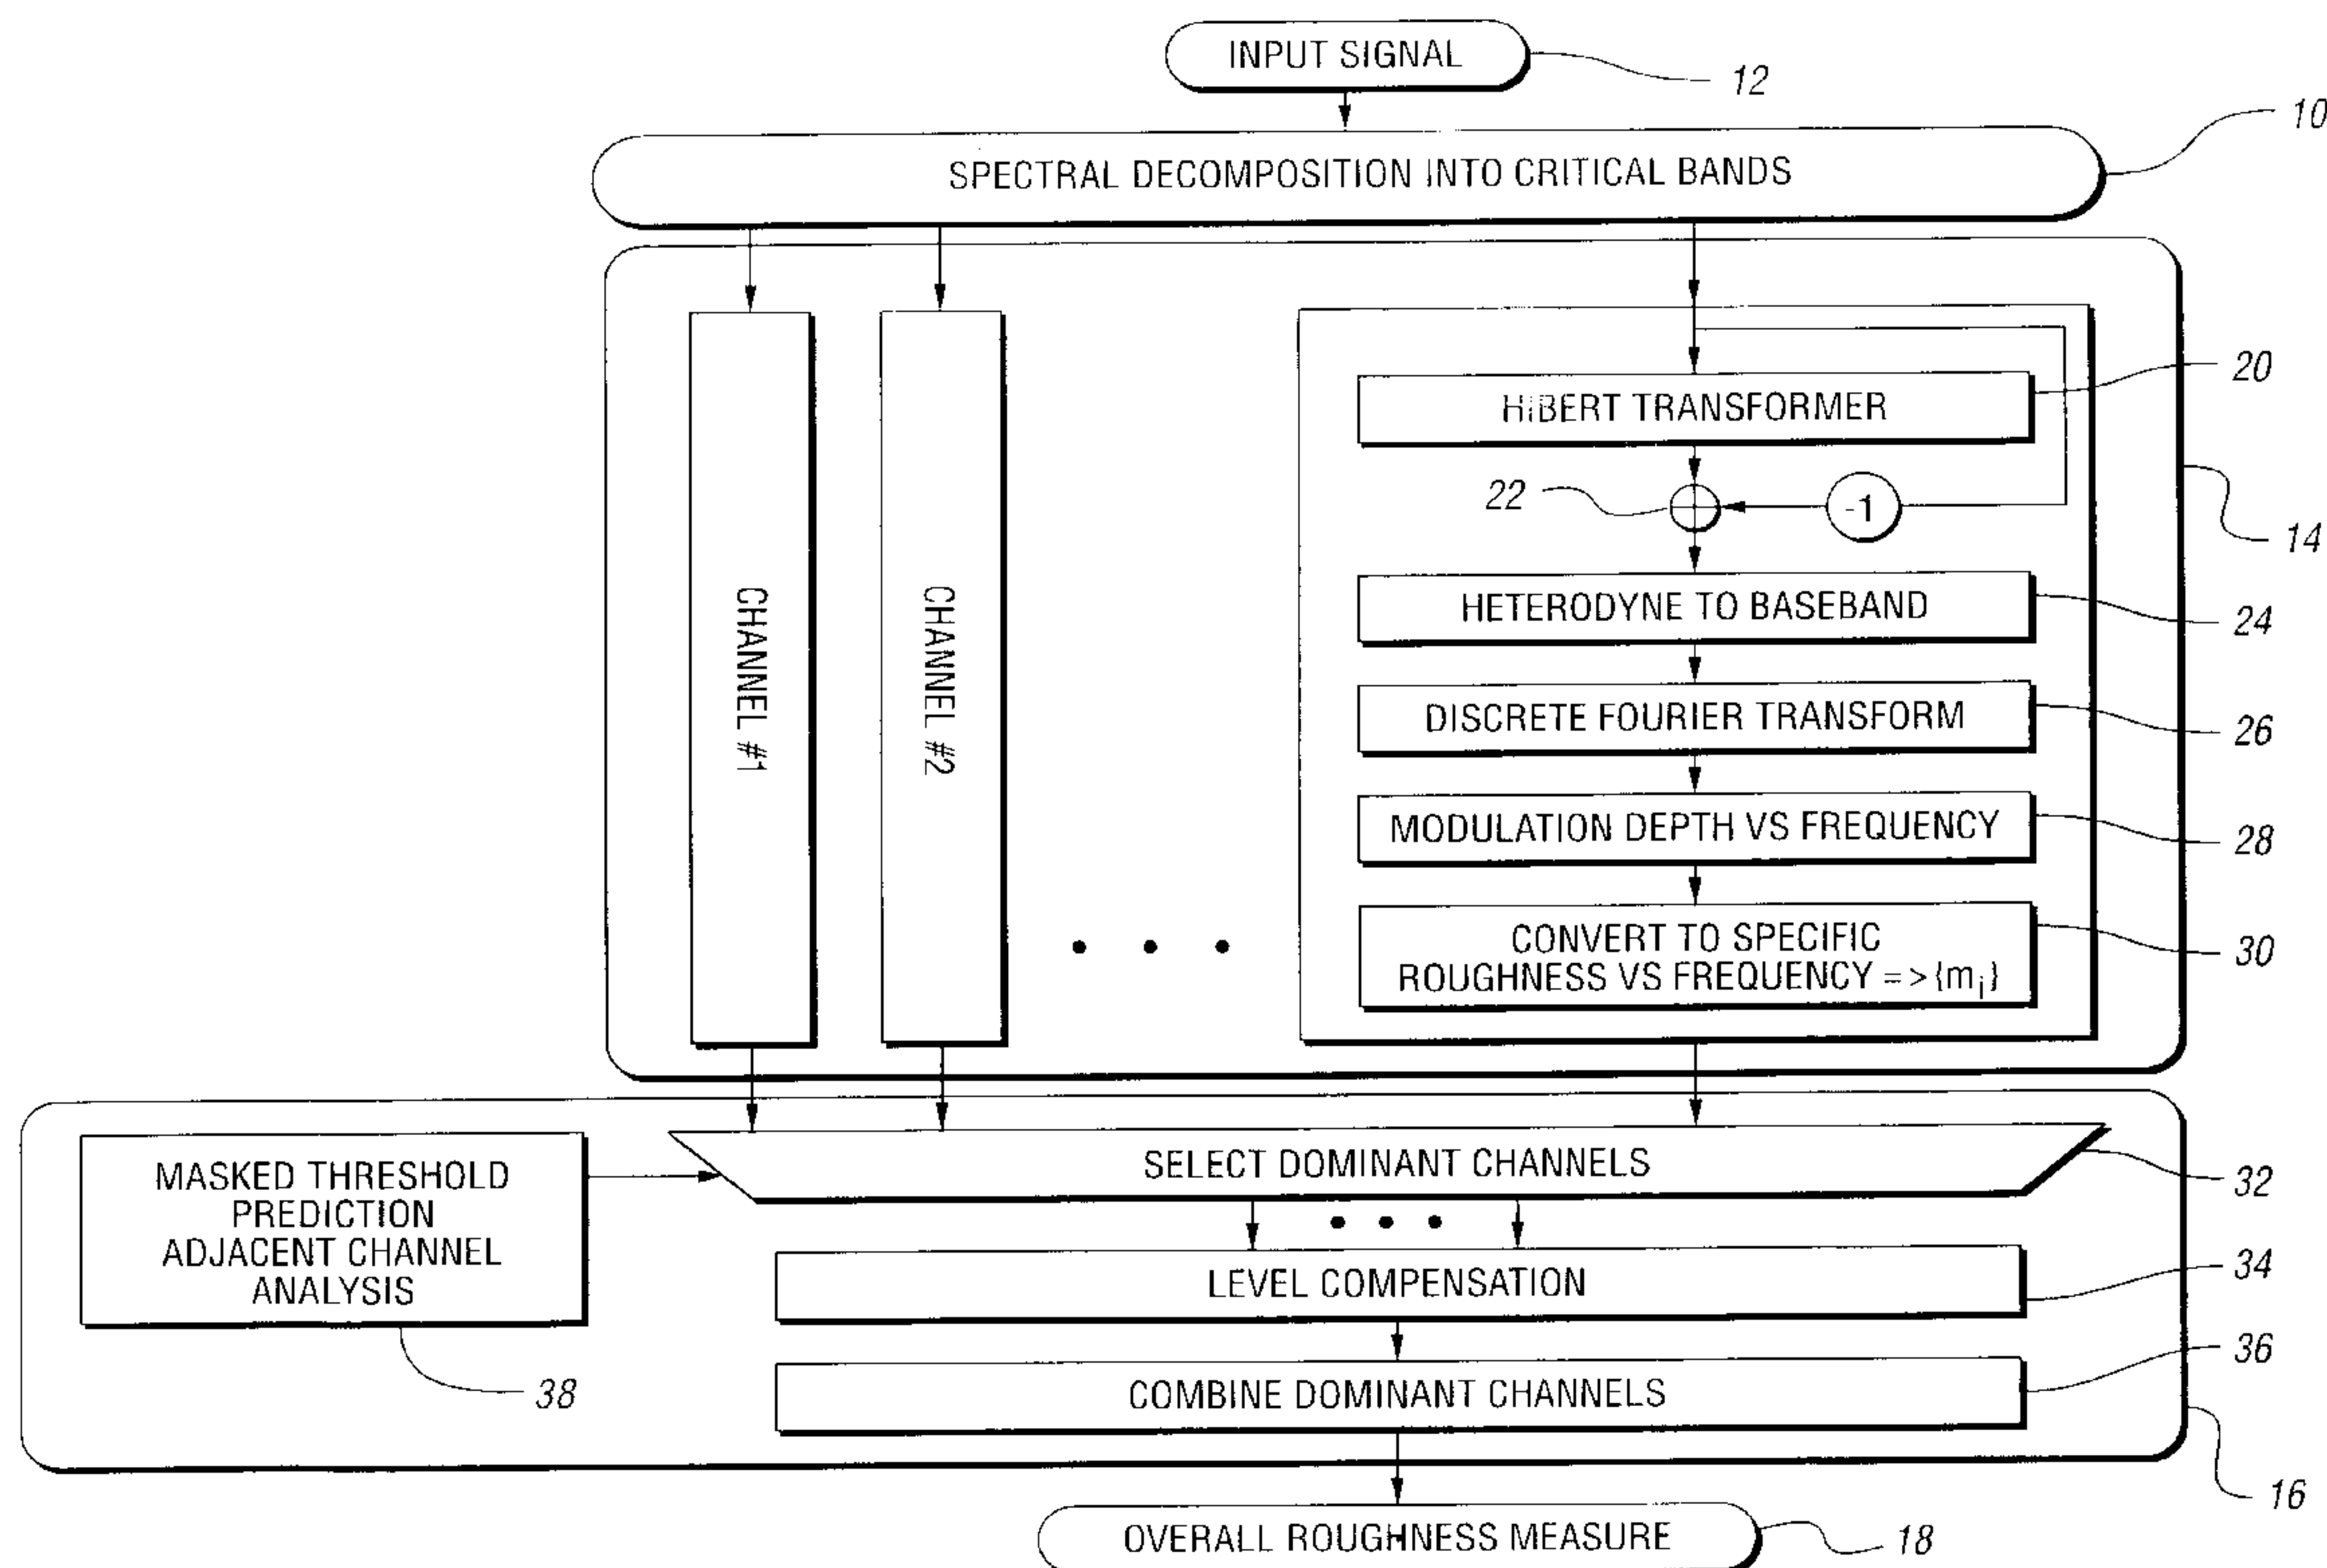 INPUT SIGNAL
12
10
SPECTRAL DECOMPOSITION INTO CRITICAL BANDS
20
HIBERT TRANSFORMER
22
-1
14
CHANNEL #1
CHANNEL #2
HETERODYNE TO BASEBAND
24
DISCRETE FOURIER TRANSFORM
26
MODULATION DEPTH VS FREQUENCY
28
CONVERT TO SPECIFIC
ROUGHNESS VS FREQUENCY = > {mi}
30
MASKED THRESHOLD
PREDICTION
ADJACENT CHANNEL
ANALYSIS
SELECT DOMINANT CHANNELS
32
LEVEL COMPENSATION
34
38
COMBINE DOMINANT CHANNELS
36
16
OVERALL ROUGHNESS MEASURE
18